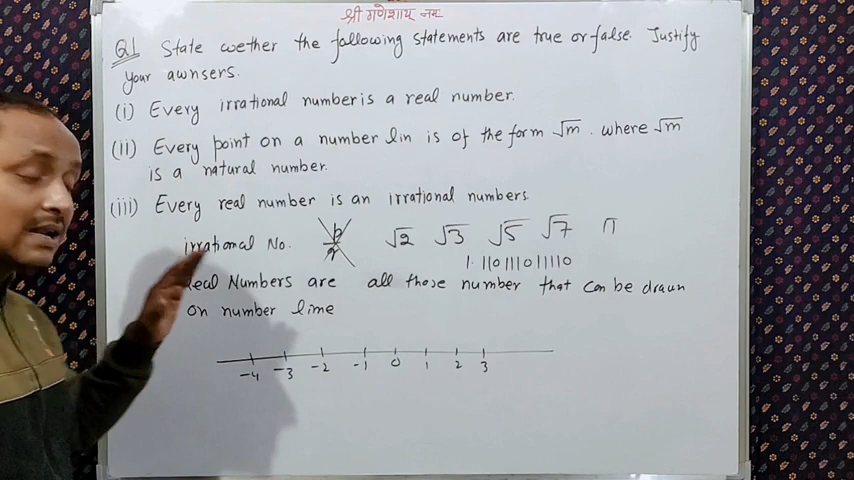 श्री गणेशाय नमः
Q1 State wether the following statements are true or false. Justify
your awnsers.
(i) Every irrational number is a real number.
(ii) Every point on a number lin is of the form √m . where √m
is a natural number.
(iii) Every real number is an irrational numbers.
irrational No. p/q √2 √3 √5 √7 π
1.110111011110
Real Numbers are all those number that can be drawn
on number lime
-4 -3 -2 -1 0 1 2 3